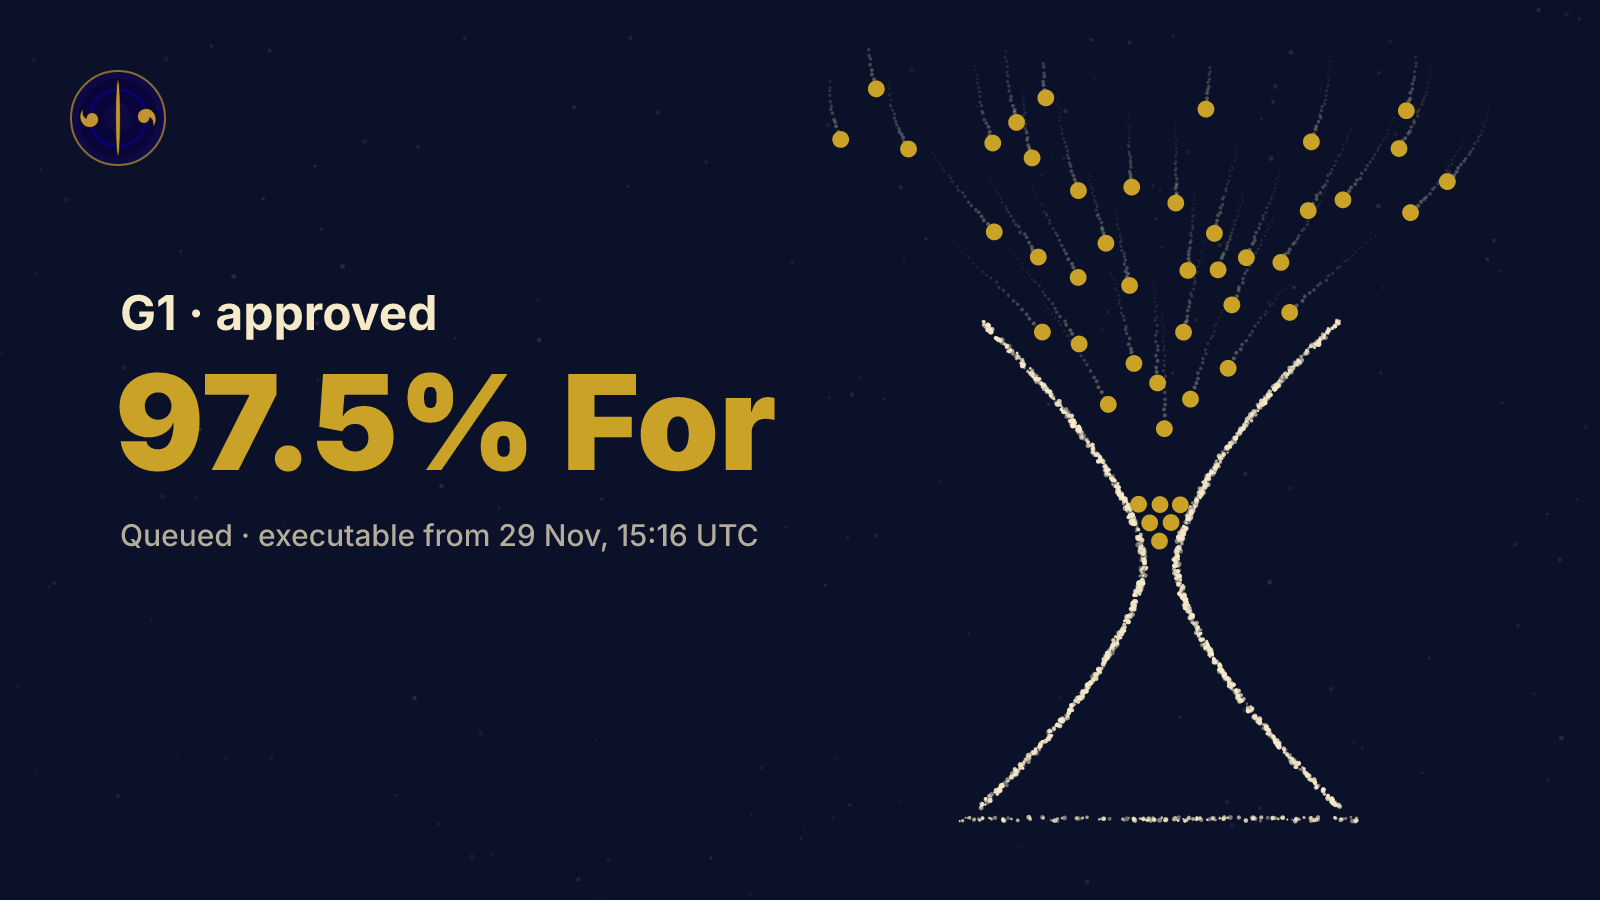 G1 · approved
97.5% For
Queued · executable from 29 Nov, 15:16 UTC